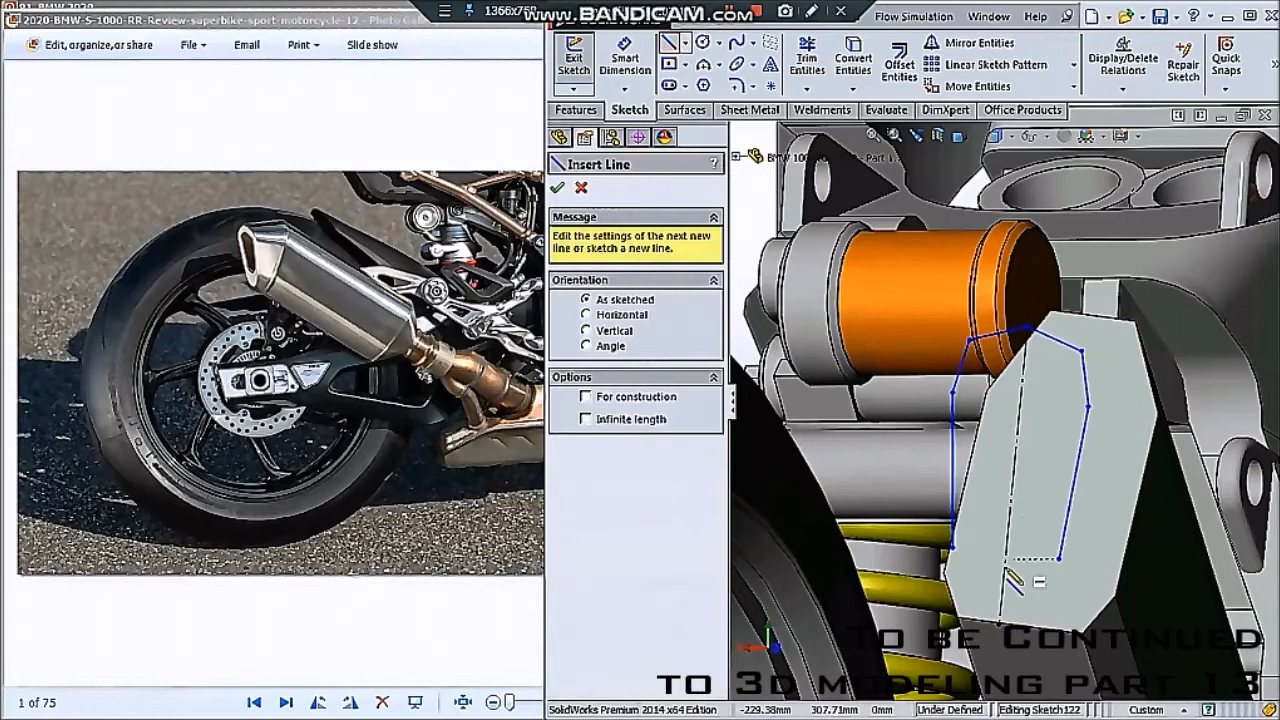 91-BMW 2020
2020-BMW-S-1000-RR-Review-superbike-sport-motorcycle-12 - Photo Ga
1366x768
www.BANDICAM.com
Flow Simulation Window Help
Edit, organize,or share File Email Print Slide show
Exit Sketch
Smart Dimension
Trim Entities
Convert Entities
Offset Entities
Mirror Entities
Linear Sketch Pattern
Move Entities
Display/Delete Relations
Repair Sketch
Quick Snaps
Features Sketch Surfaces Sheet Metal Weldments Evaluate DimXpert Office Products
Insert Line ?
Message
Edit the settings of the next new line or sketch a new line.
Orientation
As sketched
Horizontal
Vertical
Angle
Options
For construction
Infinite length
To be Continued
to 3D modeling part 13
1 of 75
SolidWorks Premium 2014 x64 Edition -229.38mm 307.71mm 0mm Under Defined Editing Sketch122 Custom